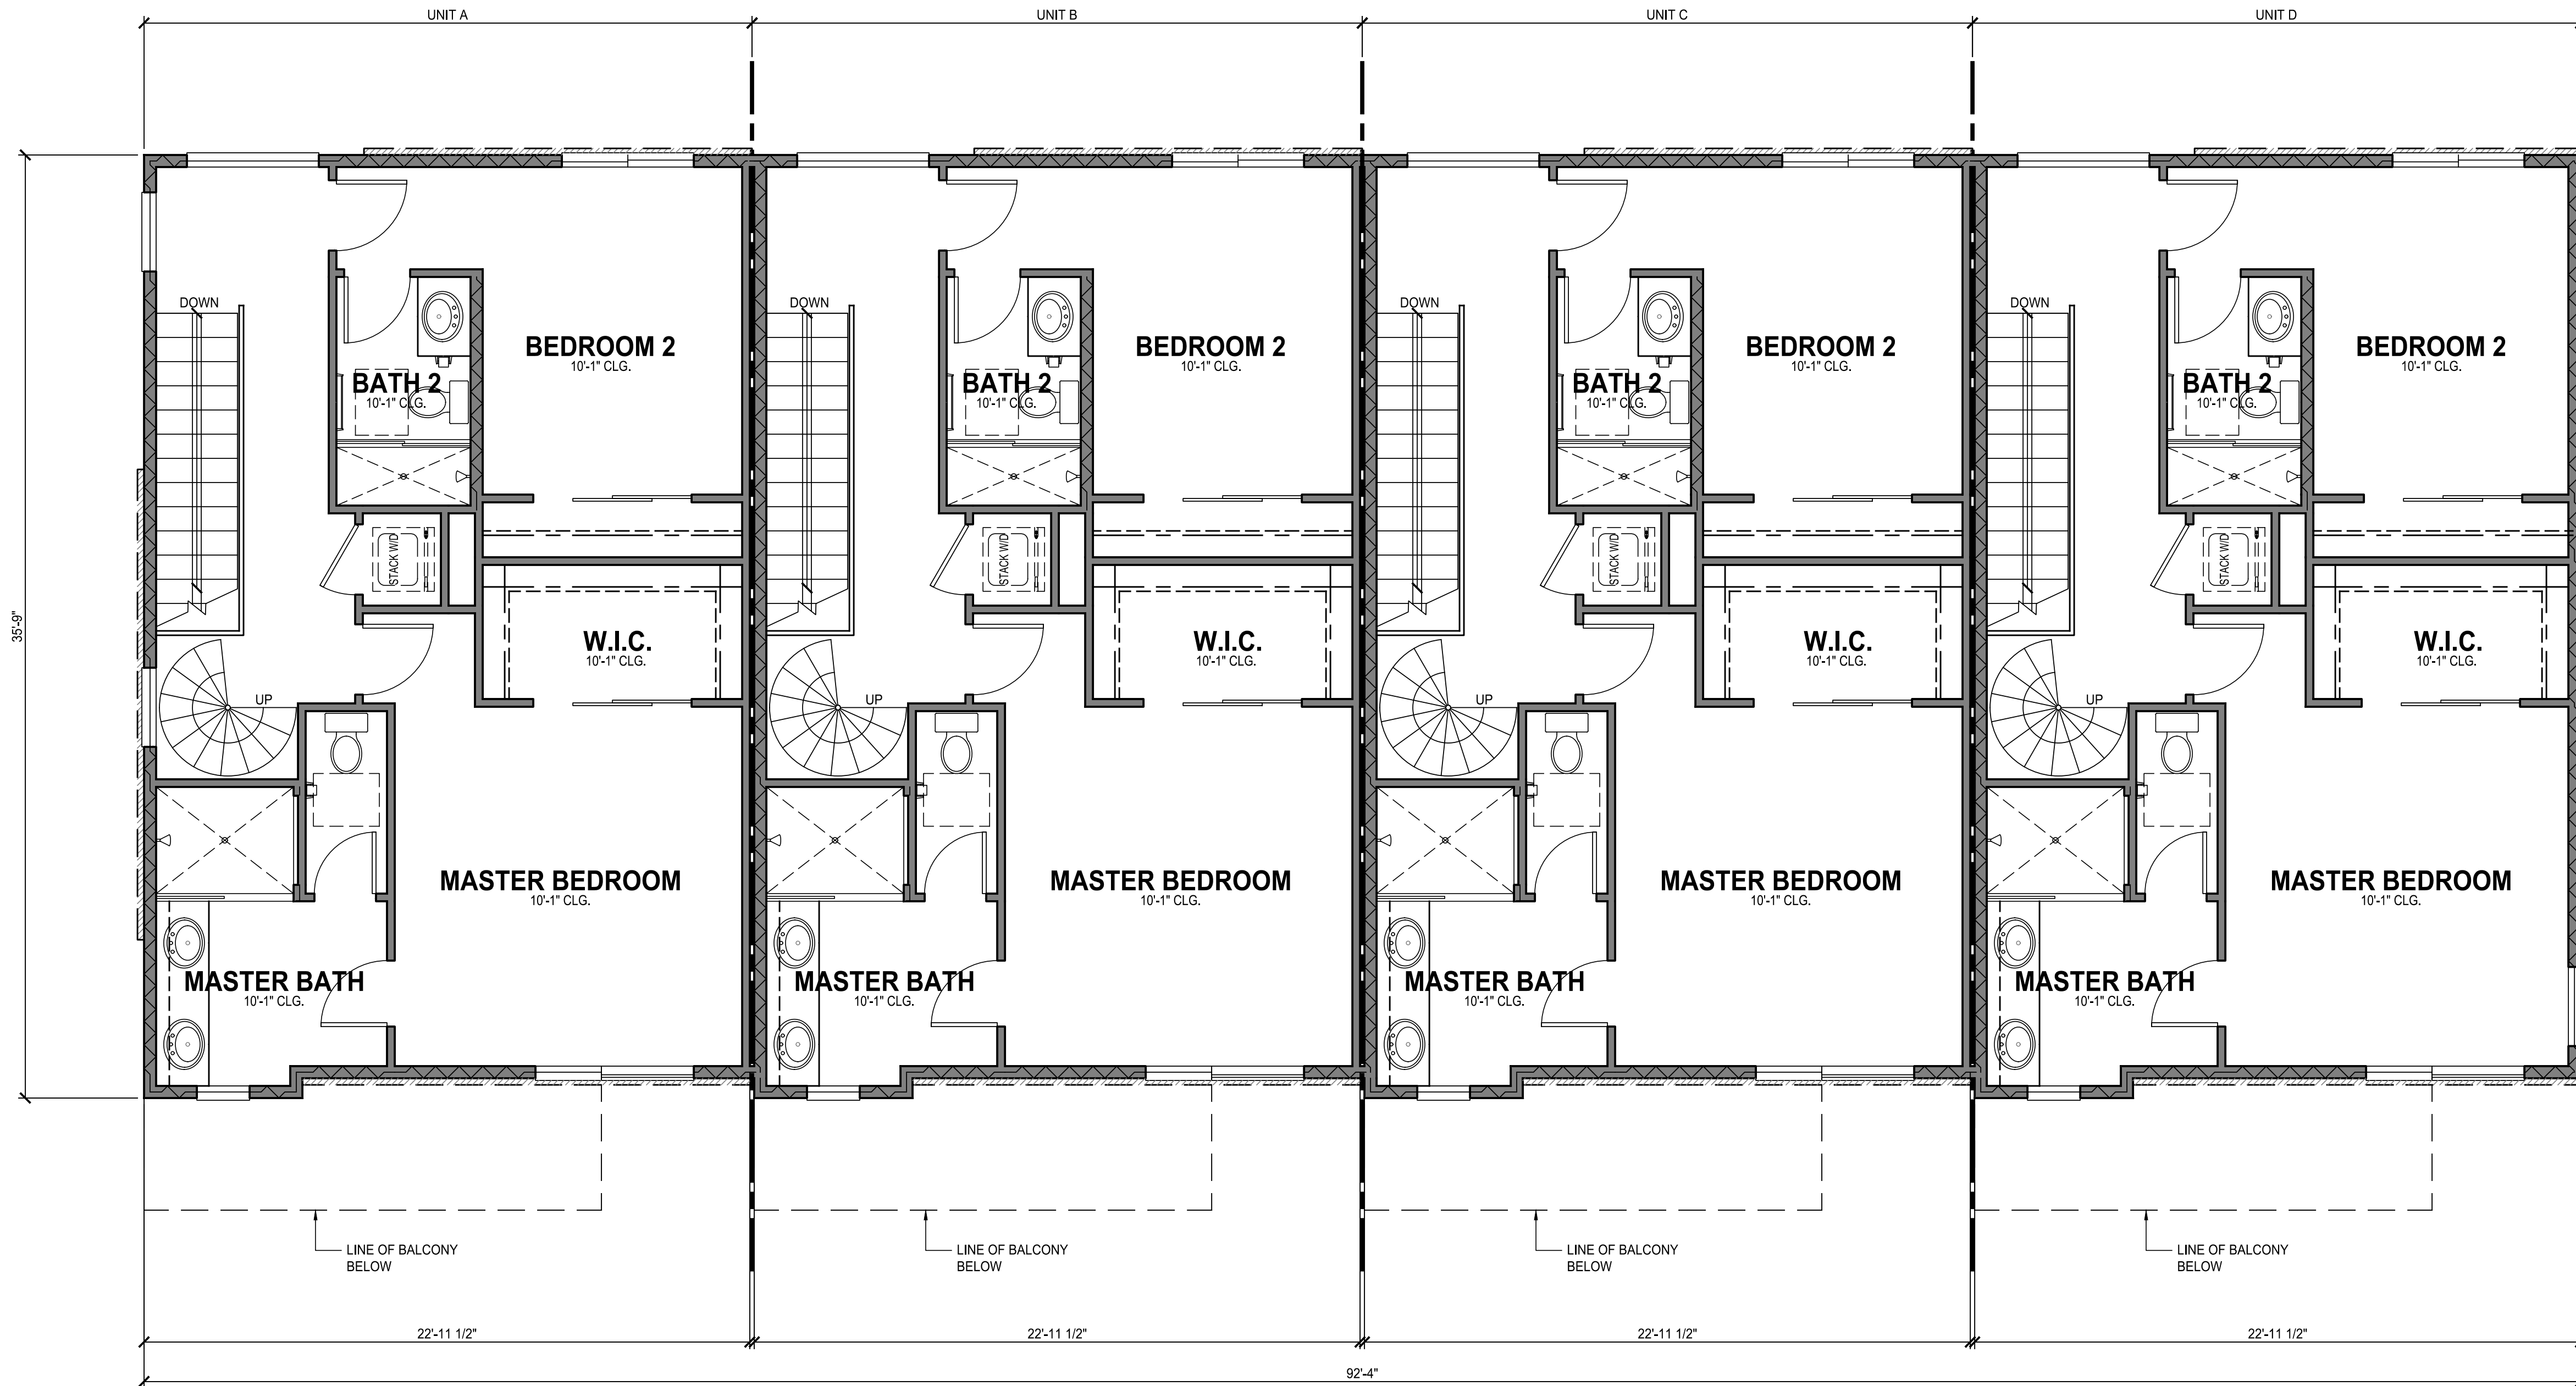 UNIT A
UNIT B
UNIT C
UNIT D
DOWN
DOWN
DOWN
DOWN
BEDROOM 2
10'-1" CLG.
BEDROOM 2
10'-1" CLG.
BEDROOM 2
10'-1" CLG.
BEDROOM 2
10'-1" CLG.
BATH 2
10'-1" CLG.
BATH 2
10'-1" CLG.
BATH 2
10'-1" CLG.
BATH 2
10'-1" CLG.
STACK W/D
STACK W/D
STACK W/D
STACK W/D
35'-9"
W.I.C.
10'-1" CLG.
W.I.C.
10'-1" CLG.
W.I.C.
10'-1" CLG.
W.I.C.
10'-1" CLG.
UP
UP
UP
UP
MASTER BEDROOM
10'-1" CLG.
MASTER BEDROOM
10'-1" CLG.
MASTER BEDROOM
10'-1" CLG.
MASTER BEDROOM
10'-1" CLG.
MASTER BATH
10'-1" CLG.
MASTER BATH
10'-1" CLG.
MASTER BATH
10'-1" CLG.
MASTER BATH
10'-1" CLG.
LINE OF BALCONY
BELOW
LINE OF BALCONY
BELOW
LINE OF BALCONY
BELOW
LINE OF BALCONY
BELOW
22'-11 1/2"
22'-11 1/2"
22'-11 1/2"
22'-11 1/2"
92'-4"